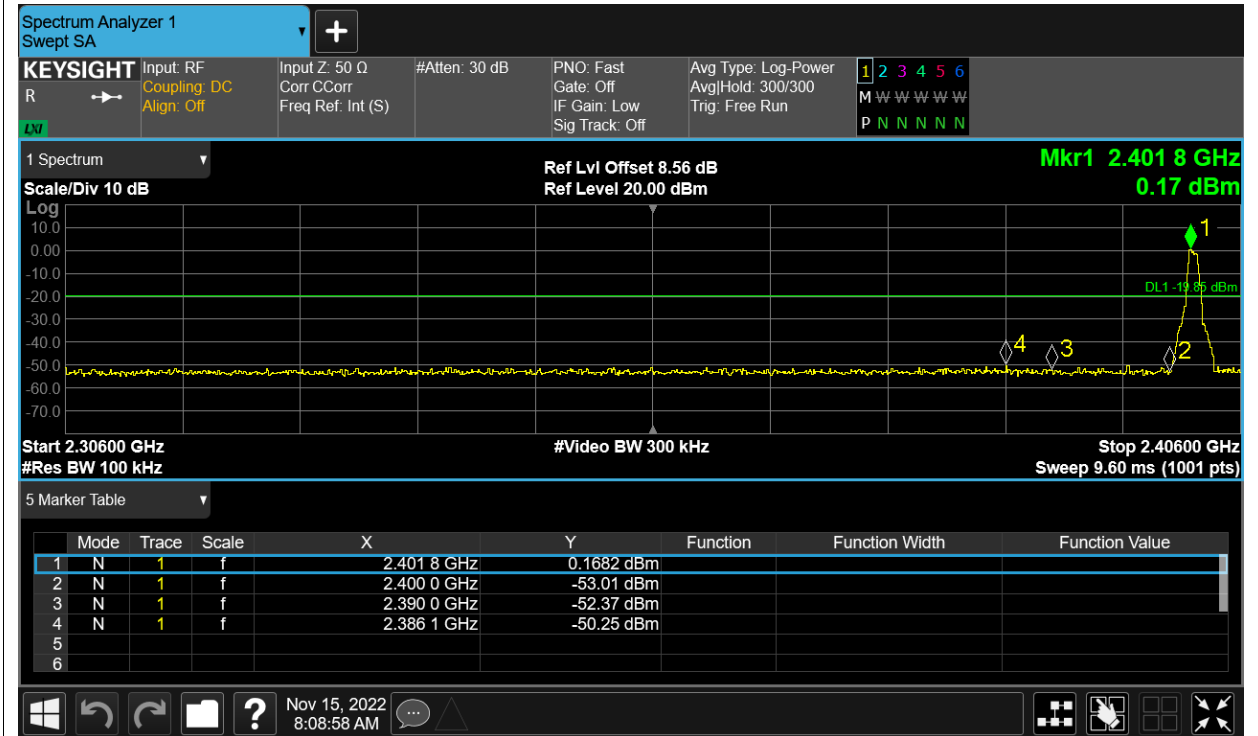 Spectrum Analyzer 1
Swept SA
KEYSIGHT
R
LXI
Input: RF
Coupling: DC
Align: Off
Input Z: 50 Ω
Corr CCorr
Freq Ref: Int (S)
#Atten: 30 dB
PNO: Fast
Gate: Off
IF Gain: Low
Sig Track: Off
Avg Type: Log-Power
Avg|Hold: 300/300
Trig: Free Run
1 2 3 4 5 6
M W W W W W
P N N N N N
1 Spectrum
Scale/Div 10 dB
Ref Lvl Offset 8.56 dB
Ref Level 20.00 dBm
Mkr1 2.401 8 GHz
0.17 dBm
Log
10.0
0.00
-10.0
-20.0
-30.0
-40.0
-50.0
-60.0
-70.0
1
DL1 -19.85 dBm
4
3
2
Start 2.30600 GHz
#Video BW 300 kHz
Stop 2.40600 GHz
#Res BW 100 kHz
Sweep 9.60 ms (1001 pts)
5 Marker Table
Mode Trace Scale X Y Function Function Width Function Value
1 N 1 f 2.401 8 GHz 0.1682 dBm
2 N 1 f 2.400 0 GHz -53.01 dBm
3 N 1 f 2.390 0 GHz -52.37 dBm
4 N 1 f 2.386 1 GHz -50.25 dBm
5
6
?
Nov 15, 2022
8:08:58 AM